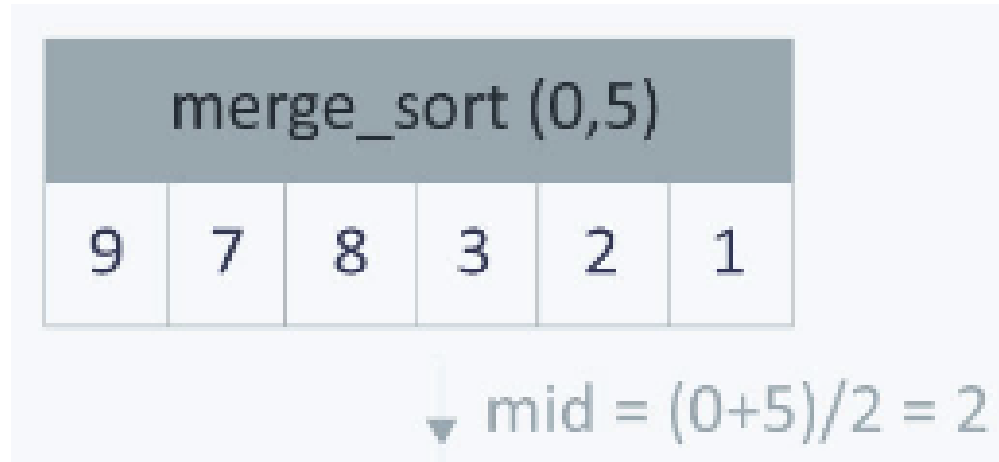 merge_sort (0,5)
9 7 8 3 2 1
mid = (0+5)/2 = 2